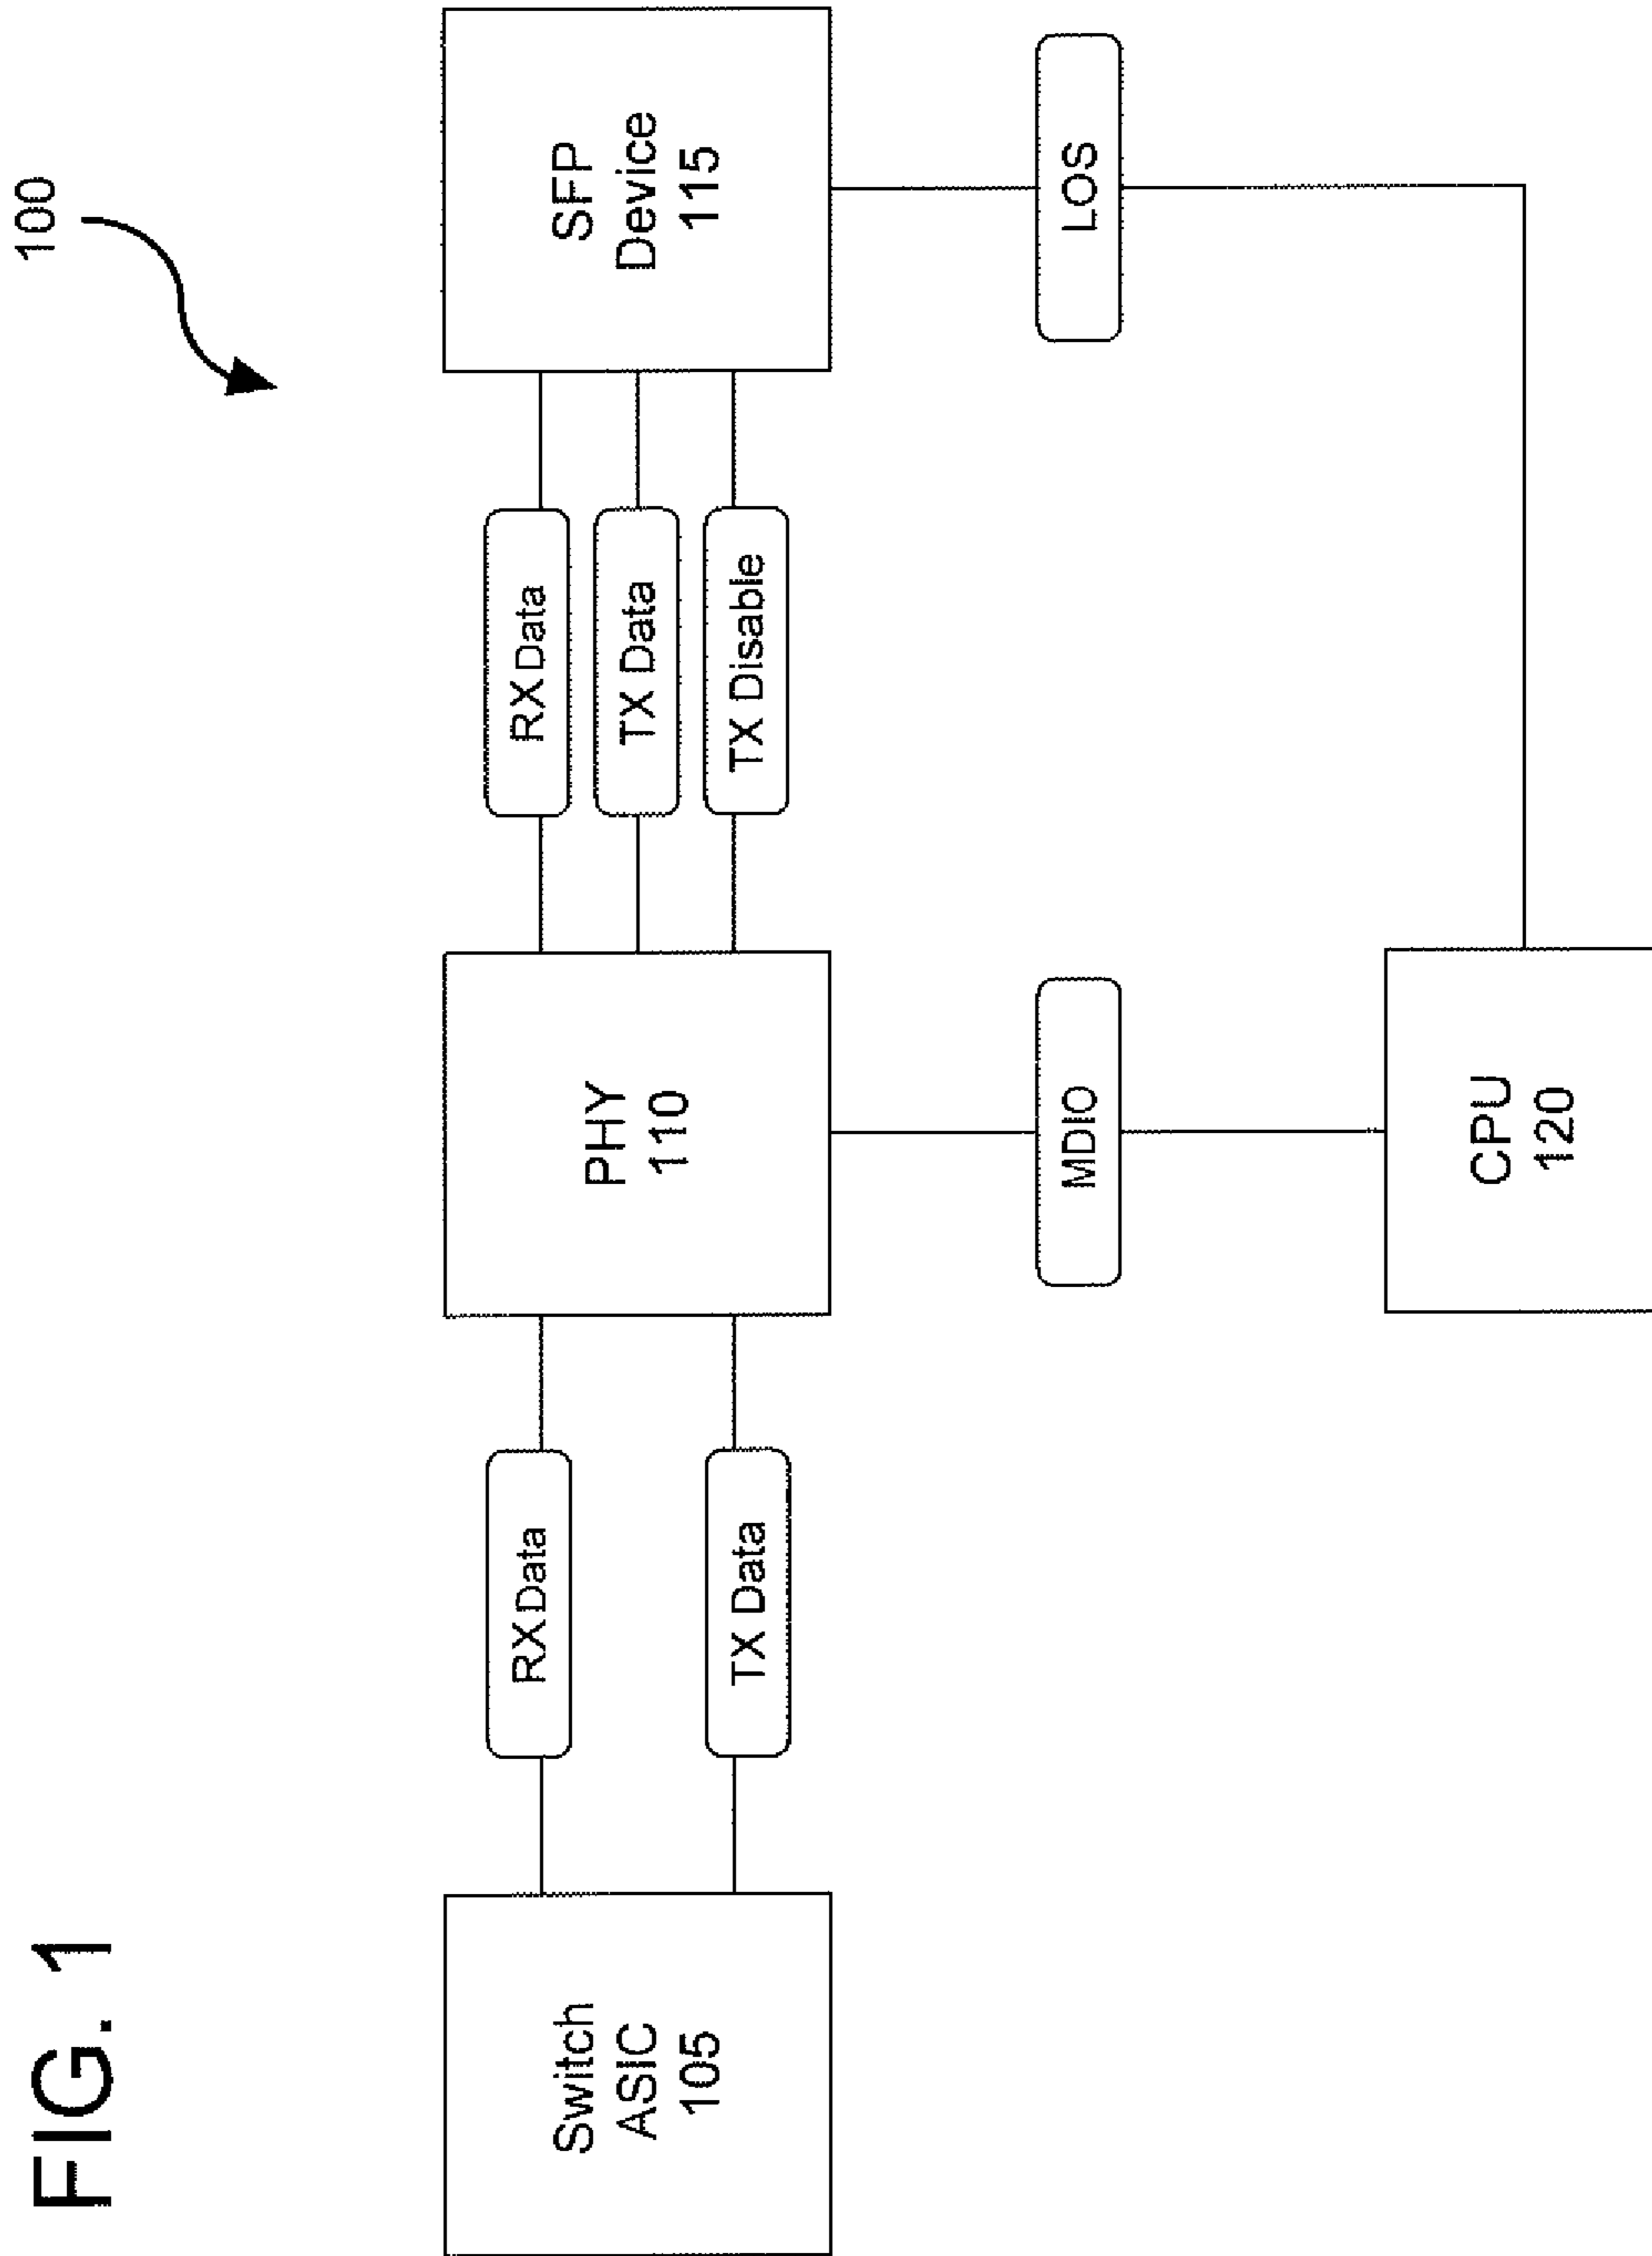 FIG. 1
100
Switch
ASIC
105
RX Data
TX Data
PHY
110
RX Data
TX Data
TX Disable
SFP
Device
115
MDIO
LOS
CPU
120